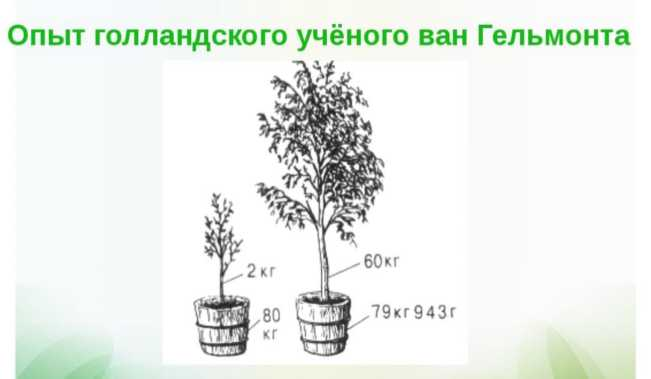 Опыт голландского учёного ван Гельмонта
2 кг
60кг
80
кг
79кг 943г